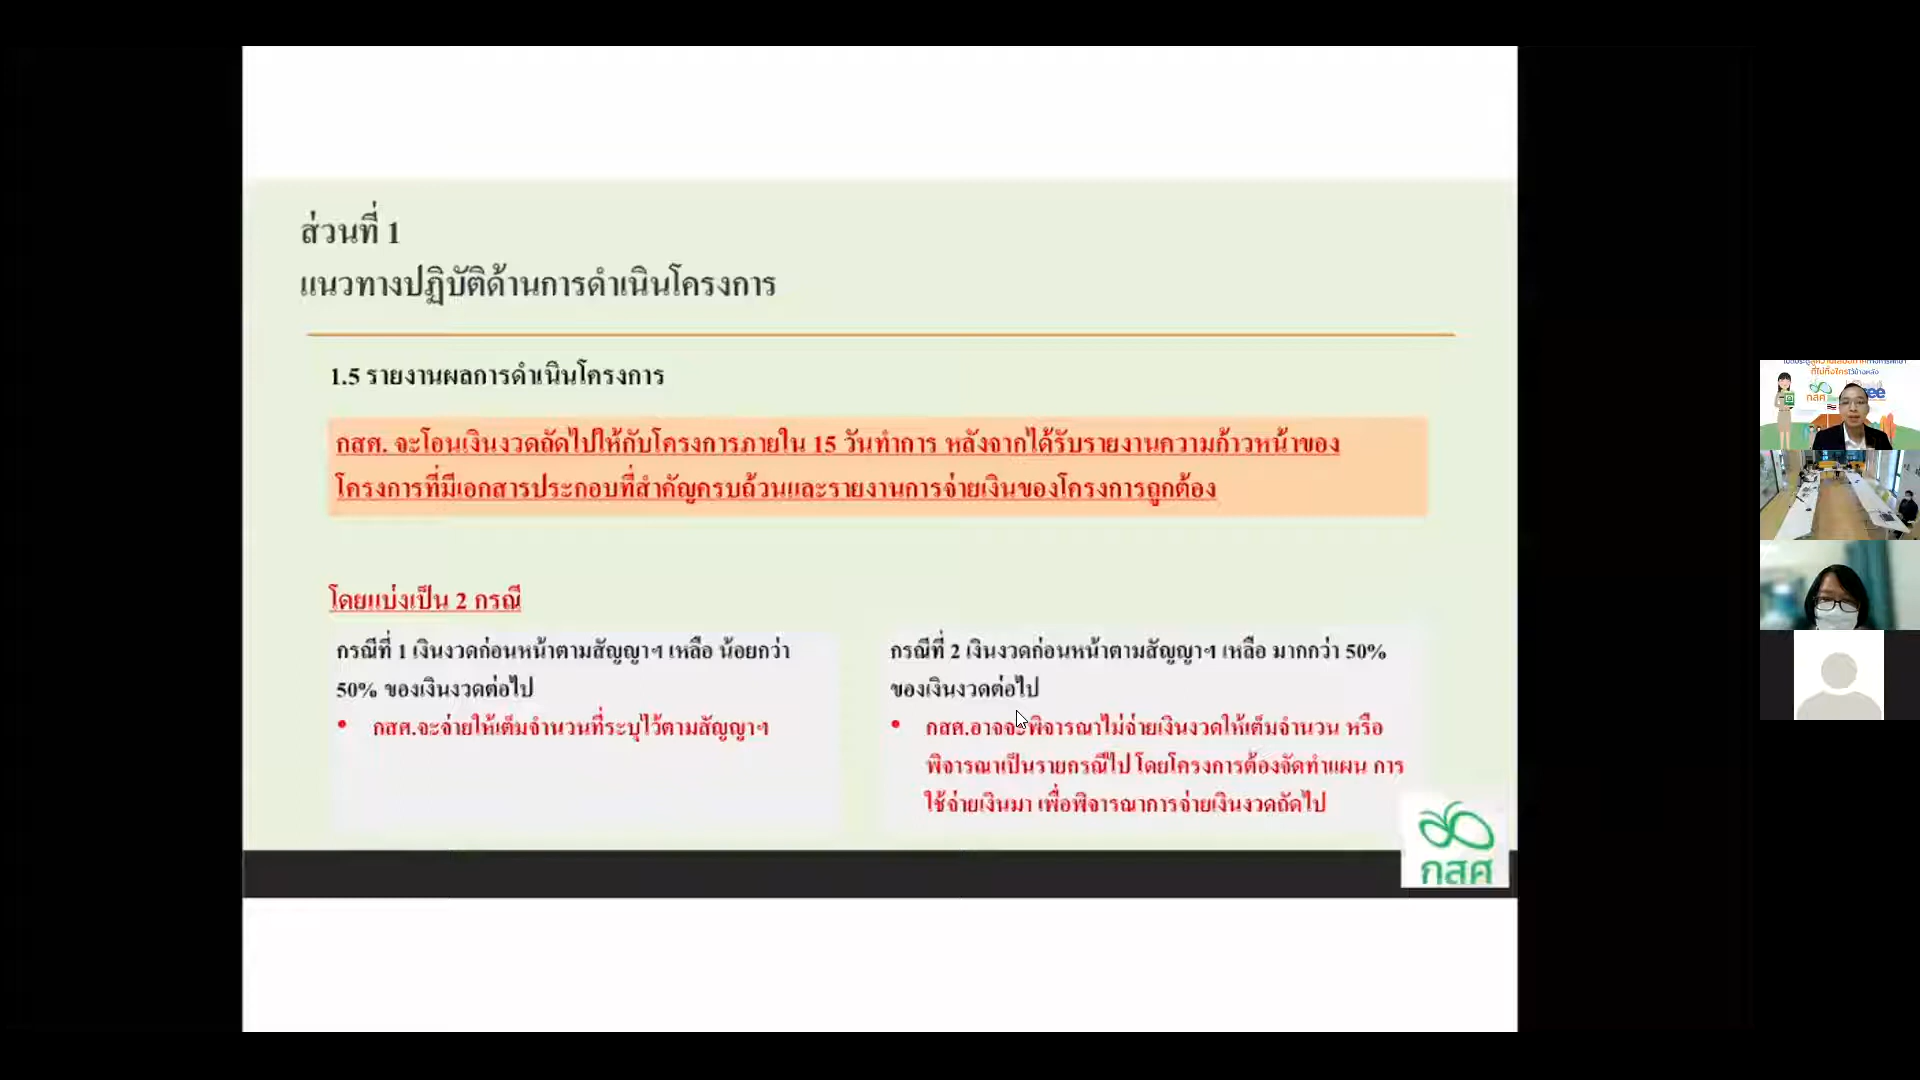 ส่วนที่ 1
แนวทางปฏิบัติด้านการดำเนินโครงการ
1.5 รายงานผลการดำเนินโครงการ
กสศ. จะโอนเงินงวดถัดไปให้กับโครงการภายใน 15 วันทำการ หลังจากได้รับรายงานความก้าวหน้าของ
โครงการที่มีเอกสารประกอบที่สำคัญครบถ้วนและรายงานการจ่ายเงินของโครงการถูกต้อง
โดยแบ่งเป็น 2 กรณี
กรณีที่ 1 เงินงวดก่อนหน้าตามสัญญาฯ เหลือ น้อยกว่า
50% ของเงินงวดต่อไป
• กสศ.จะจ่ายให้เต็มจำนวนที่ระบุไว้ตามสัญญาฯ
กรณีที่ 2 เงินงวดก่อนหน้าตามสัญญาฯ เหลือ มากกว่า 50%
ของเงินงวดต่อไป
• กสศ.อาจจะพิจารณาไม่จ่ายเงินงวดให้เต็มจำนวน หรือ
พิจารณาเป็นรายกรณีไป โดยโครงการต้องจัดทำแผน การ
ใช้จ่ายเงินมา เพื่อพิจารณาการจ่ายเงินงวดถัดไป
กสศ
ที่ไม่ทิ้งใครไว้ข้างหลัง
กสศ